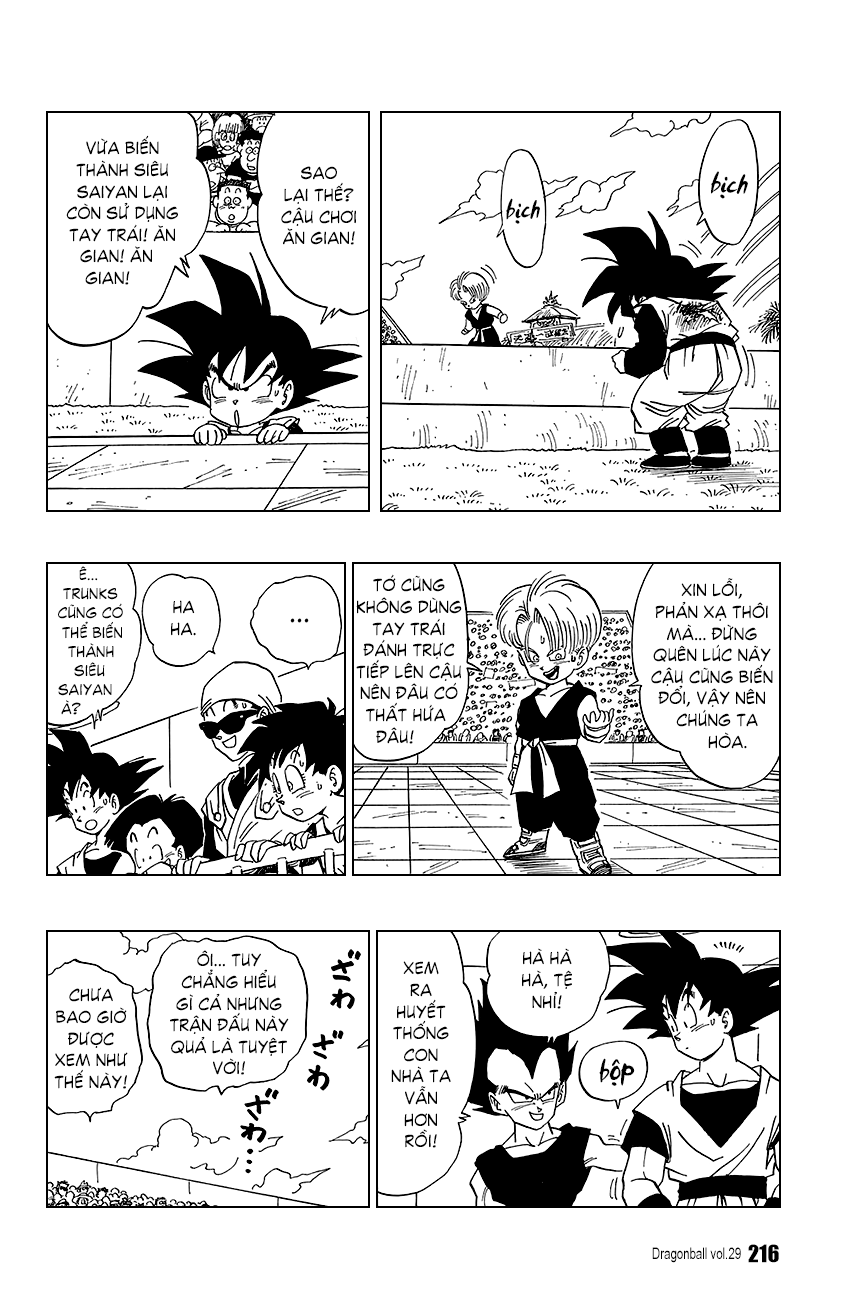 bịch
bịch
SAO
LẠI THẾ?
CẬU CHƠI
ĂN GIAN!
VỪA BIẾN
THÀNH SIÊU
SAIYAN LẠI
CÒN SỬ DỤNG
TAY TRÁI! ĂN
GIAN! ĂN
GIAN!
XIN LỖI,
PHẢN XẠ THÔI
MÀ... ĐỪNG
QUÊN LÚC NÀY
CẬU CŨNG BIẾN
ĐỔI, VẬY NÊN
CHÚNG TA
HÒA.
TỚ CŨNG
KHÔNG DÙNG
TAY TRÁI
ĐÁNH TRỰC
TIẾP LÊN CẬU
NÊN ĐÂU CÓ
THẤT HỨA
ĐÂU!
...
HA
HA.
Ê...
TRUNKS
CŨNG CÓ
THỂ BIẾN
THÀNH
SIÊU
SAIYAN
À?
HÀ HÀ
HÀ, TỆ
NHỈ!
bộp
XEM
RA
HUYẾT
THỐNG
CON
NHÀ TA
VẪN
HƠN
RỒI!
ざわ
ざわ
ざわ...
ÔI... TUY
CHẲNG HIỂU
GÌ CẢ NHƯNG
TRẬN ĐẤU NÀY
QUẢ LÀ TUYỆT
VỜI!
CHƯA
BAO GIỜ
ĐƯỢC
XEM NHƯ
THẾ NÀY!
Dragonball vol.29 216